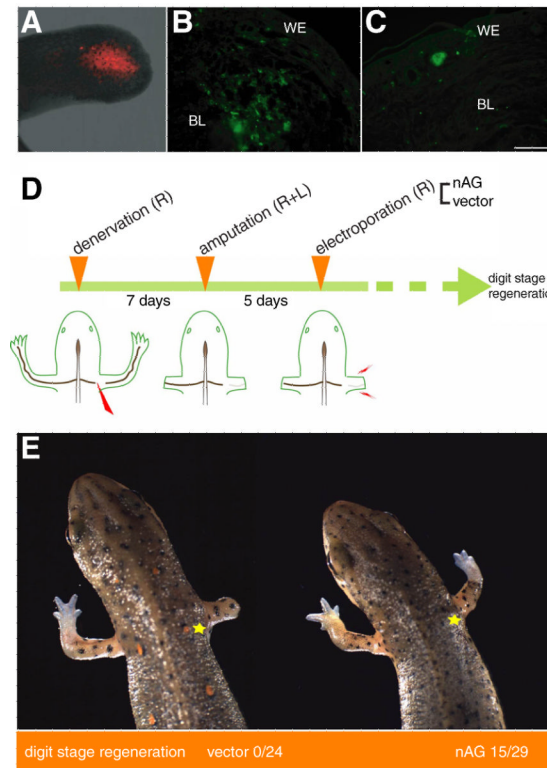 A
B
WE
BL
C
WE
BL
D
denervation (R)
amputation (R+L)
electroporation (R)
nAG
vector
7 days
5 days
digit stage
regeneratio
E
digit stage regeneration vector 0/24 nAG 15/29